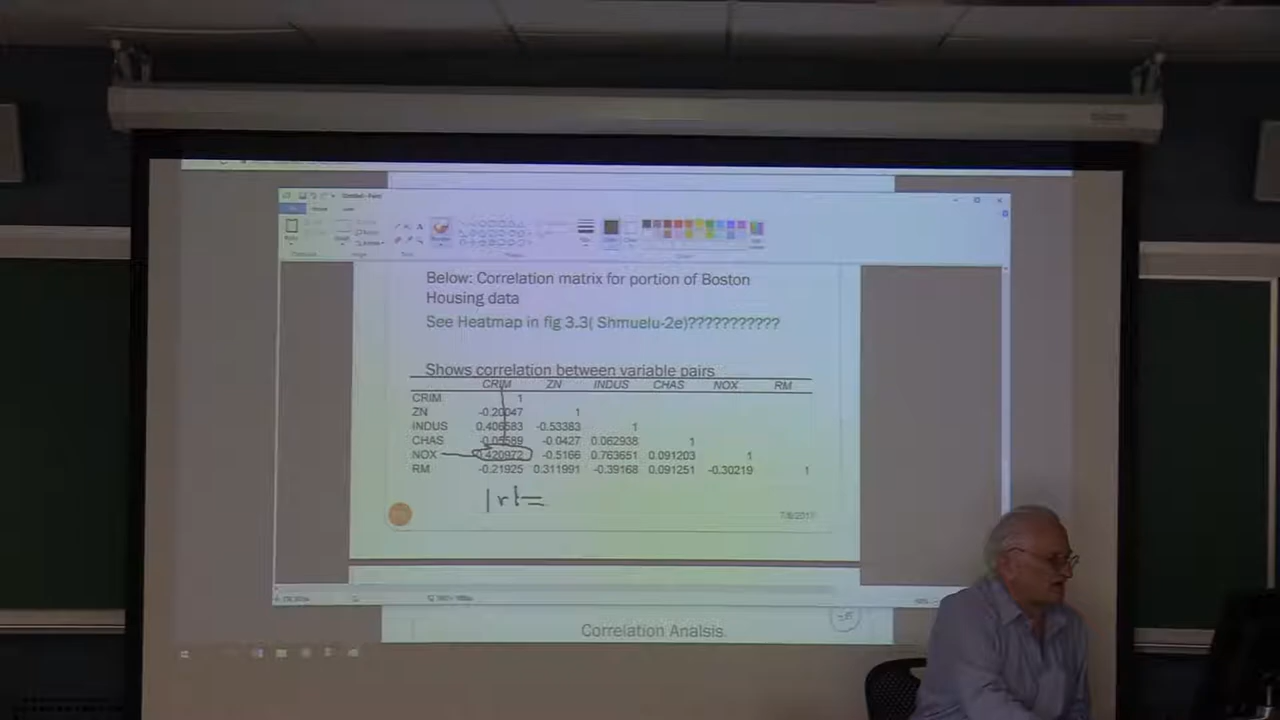 Untitled - Paint
Below: Correlation matrix for portion of Boston
Housing data
See Heatmap in fig 3.3( Shmuelu-2e)???????????
Shows correlation between variable pairs
CRIM ZN INDUS CHAS NOX RM
CRIM 1
ZN -0.20047 1
INDUS 0.406583 -0.53383 1
CHAS -0.05589 -0.0427 0.062938 1
NOX 0.420972 -0.5166 0.763651 0.091203 1
RM -0.21925 0.311991 -0.39168 0.091251 -0.30219 1
|r|=
Correlation Analsis